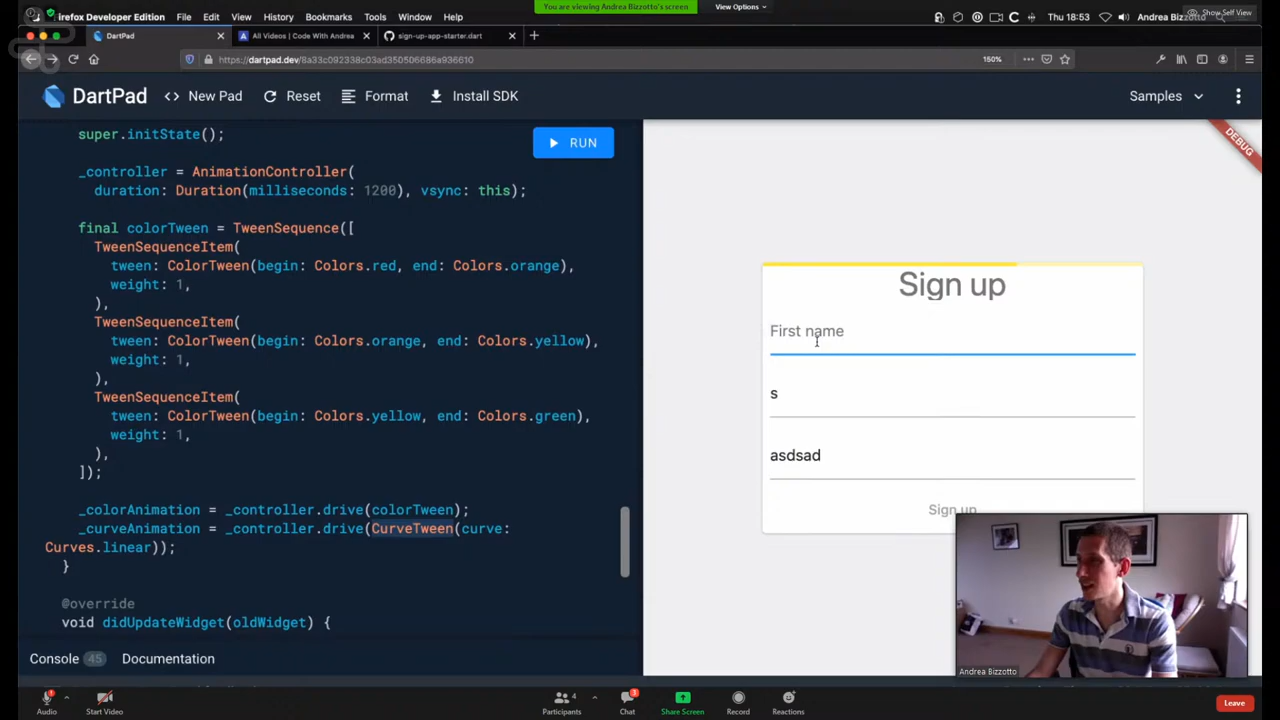 You are viewing Andrea Bizzotto's screen
View Options
Firefox Developer Edition File Edit View History Bookmarks Tools Window Help
Thu 18:53 Andrea Bizzotto
Show Self View
DartPad
All Videos | Code With Andrea
sign-up-app-starter.dart
https://dartpad.dev/8a33c092338c03ad350506686a936610
150%
DartPad
<> New Pad
Reset
Format
Install SDK
Samples
super.initState();
RUN
DEBUG
_controller = AnimationController(
duration: Duration(milliseconds: 1200), vsync: this);
final colorTween = TweenSequence([
TweenSequenceItem(
tween: ColorTween(begin: Colors.red, end: Colors.orange),
weight: 1,
),
TweenSequenceItem(
tween: ColorTween(begin: Colors.orange, end: Colors.yellow),
weight: 1,
),
TweenSequenceItem(
tween: ColorTween(begin: Colors.yellow, end: Colors.green),
weight: 1,
),
]);
_colorAnimation = _controller.drive(colorTween);
_curveAnimation = _controller.drive(CurveTween(curve:
Curves.linear));
}
@override
void didUpdateWidget(oldWidget) {
Sign up
First name
s
asdsad
Sign up
Andrea Bizzotto
Console 45
Documentation
Audio
Start Video
Participants 4
Chat 3
Share Screen
Record
Reactions
Leave